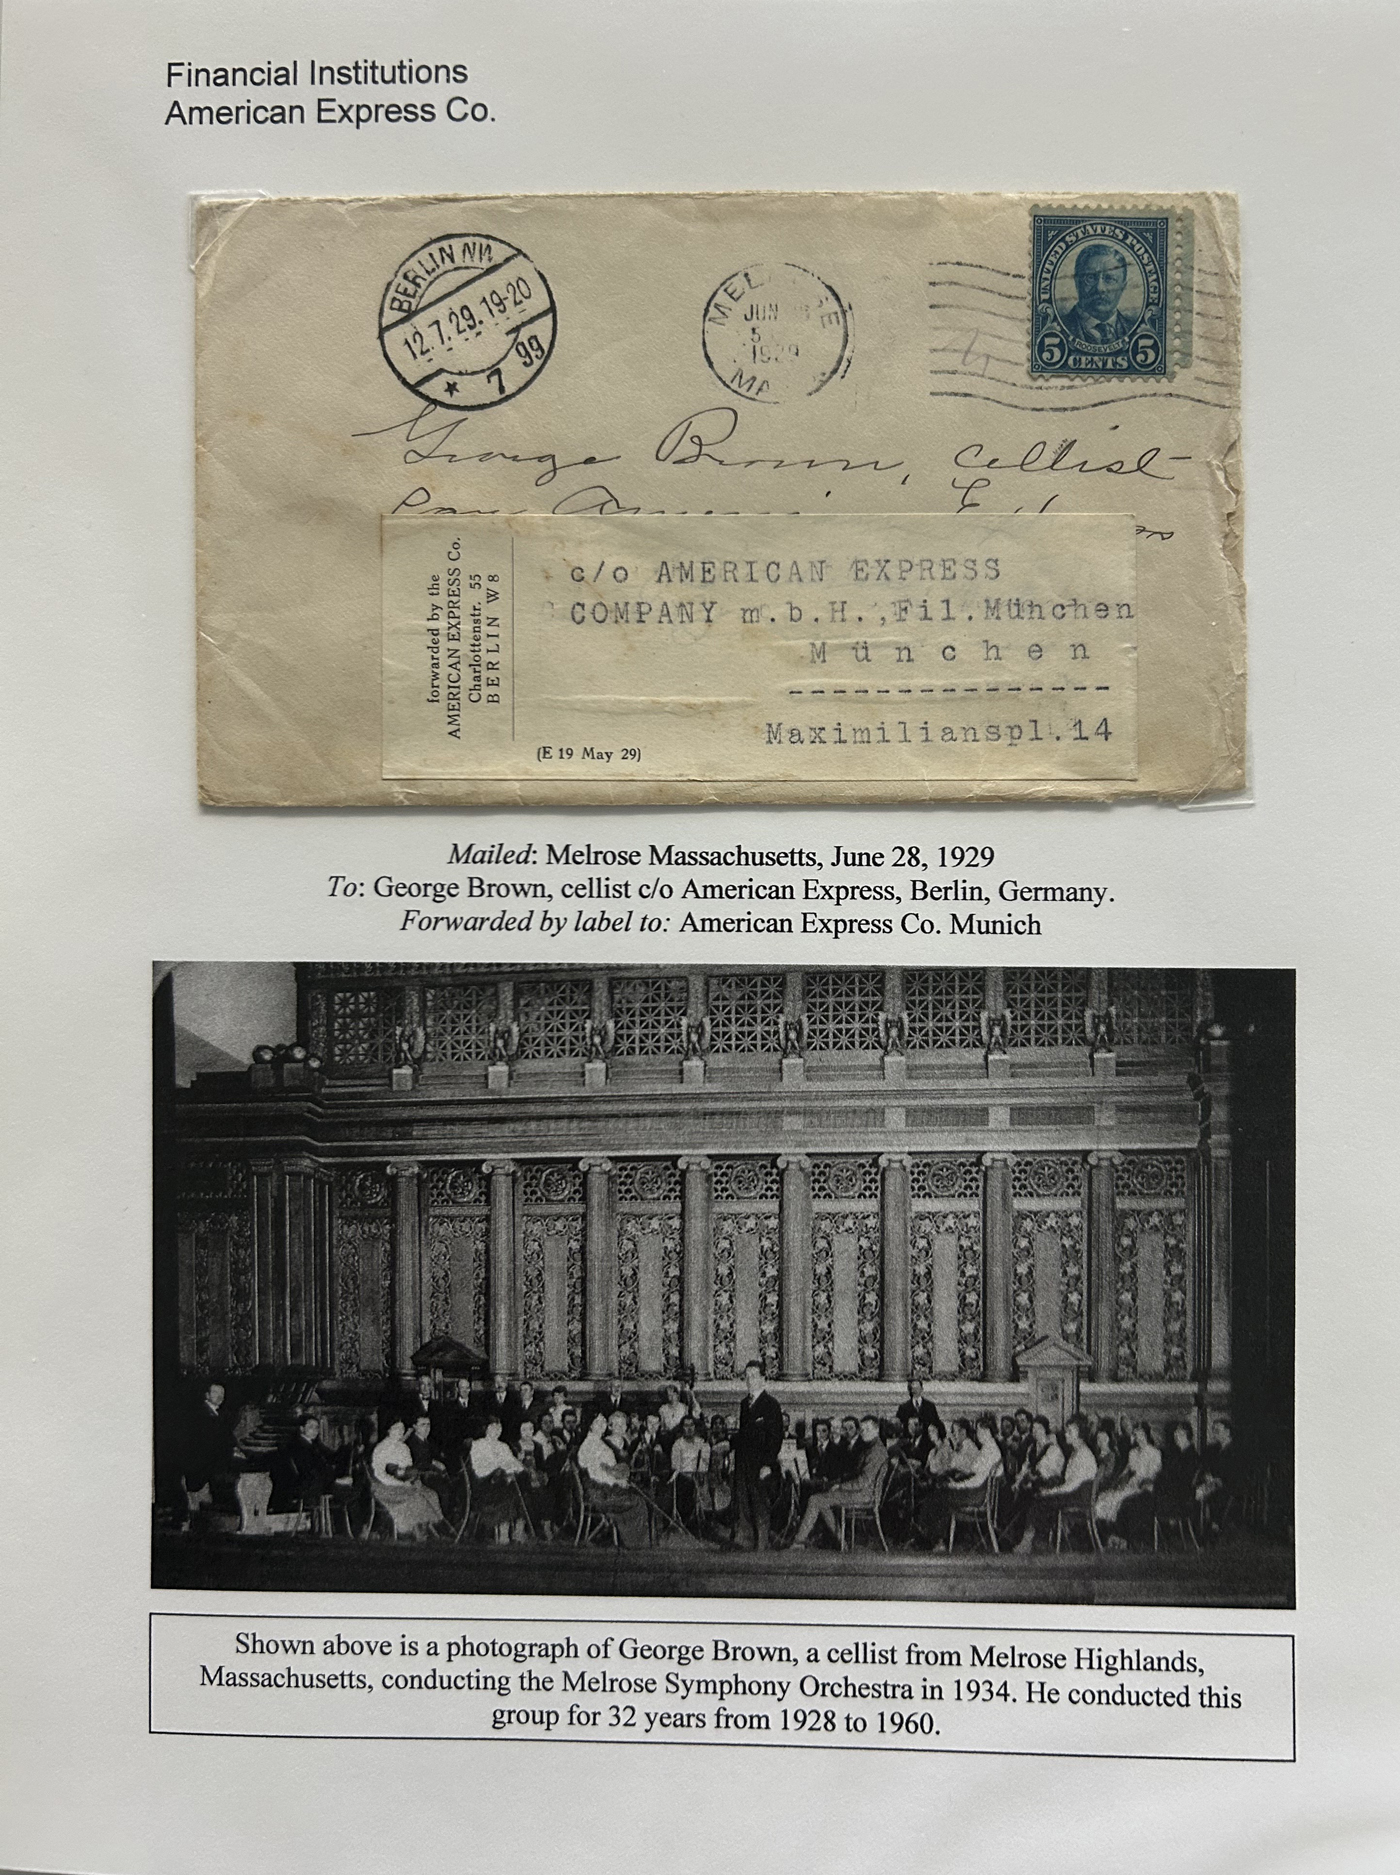 Financial Institutions
American Express Co.
BERLIN NW
12.7.29.19-20
* 7 99
JUN
5
1929
UNITED STATES POSTAGE
ROOSEVELT
5 CENTS 5
George Brown, Cellist
forwarded by the
AMERICAN EXPRESS Co.
Charlottenstr. 55
BERLIN W 8
c/o AMERICAN EXPRESS
COMPANY m.b.H.,Fil.München
München
---------------
Maximilianspl.14
(E 19 May 29)
Mailed: Melrose Massachusetts, June 28, 1929
To: George Brown, cellist c/o American Express, Berlin, Germany.
Forwarded by label to: American Express Co. Munich
Shown above is a photograph of George Brown, a cellist from Melrose Highlands,
Massachusetts, conducting the Melrose Symphony Orchestra in 1934. He conducted this
group for 32 years from 1928 to 1960.